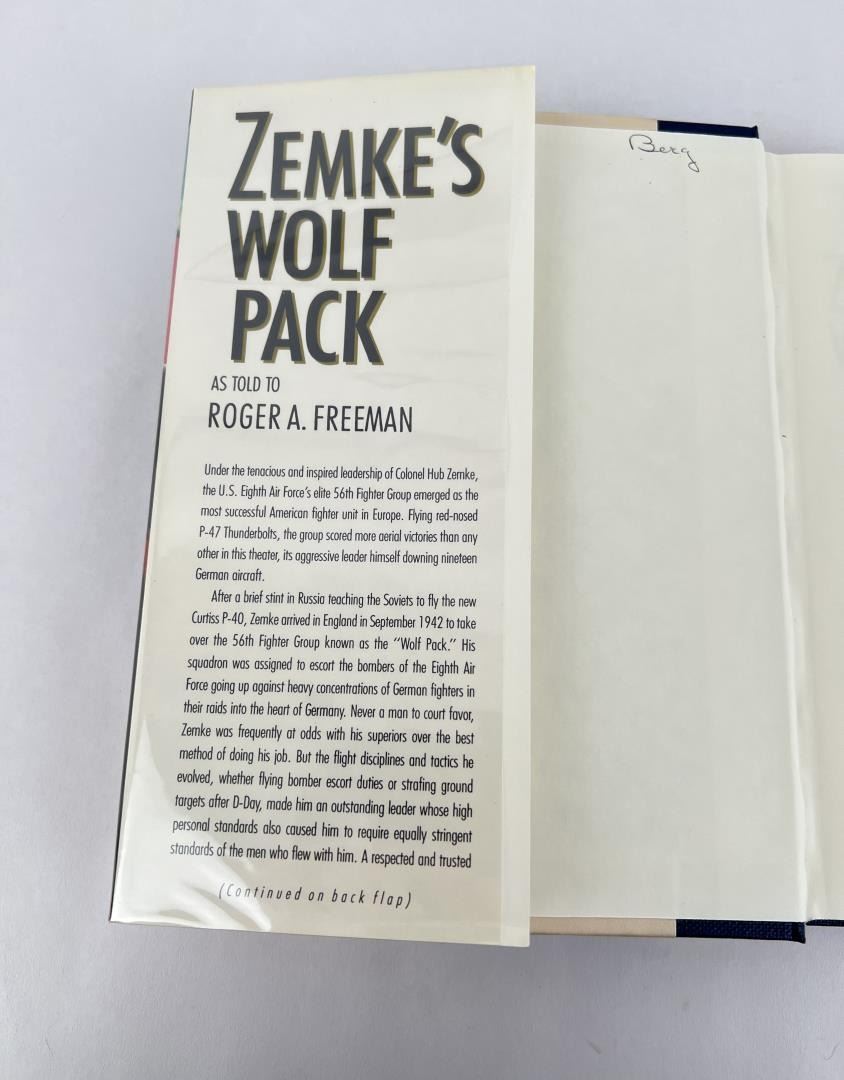 ZEMKE'S
WOLF
PACK
AS TOLD TO
ROGER A. FREEMAN
Under the tenacious and inspired leadership of Colonel Hub Zemke,
the U.S. Eighth Air Force's elite 56th Fighter Group emerged as the
most successful American fighter unit in Europe. Flying red-nosed
P-47 Thunderbolts, the group scored more aerial victories than any
other in this theater, its aggressive leader himself downing nineteen
German aircraft.
After a brief stint in Russia teaching the Soviets to fly the new
Curtiss P-40, Zemke arrived in England in September 1942 to take
over the 56th Fighter Group known as the "Wolf Pack." His
squadron was assigned to escort the bombers of the Eighth Air
Force going up against heavy concentrations of German fighters in
their raids into the heart of Germany. Never a man to court favor,
Zemke was frequently at odds with his superiors over the best
method of doing his job. But the flight disciplines and tactics he
evolved, whether flying bomber escort duties or strafing ground
targets after D-Day, made him an outstanding leader whose high
personal standards also caused him to require equally stringent
standards of the men who flew with him. A respected and trusted
(Continued on back flap)
Berg